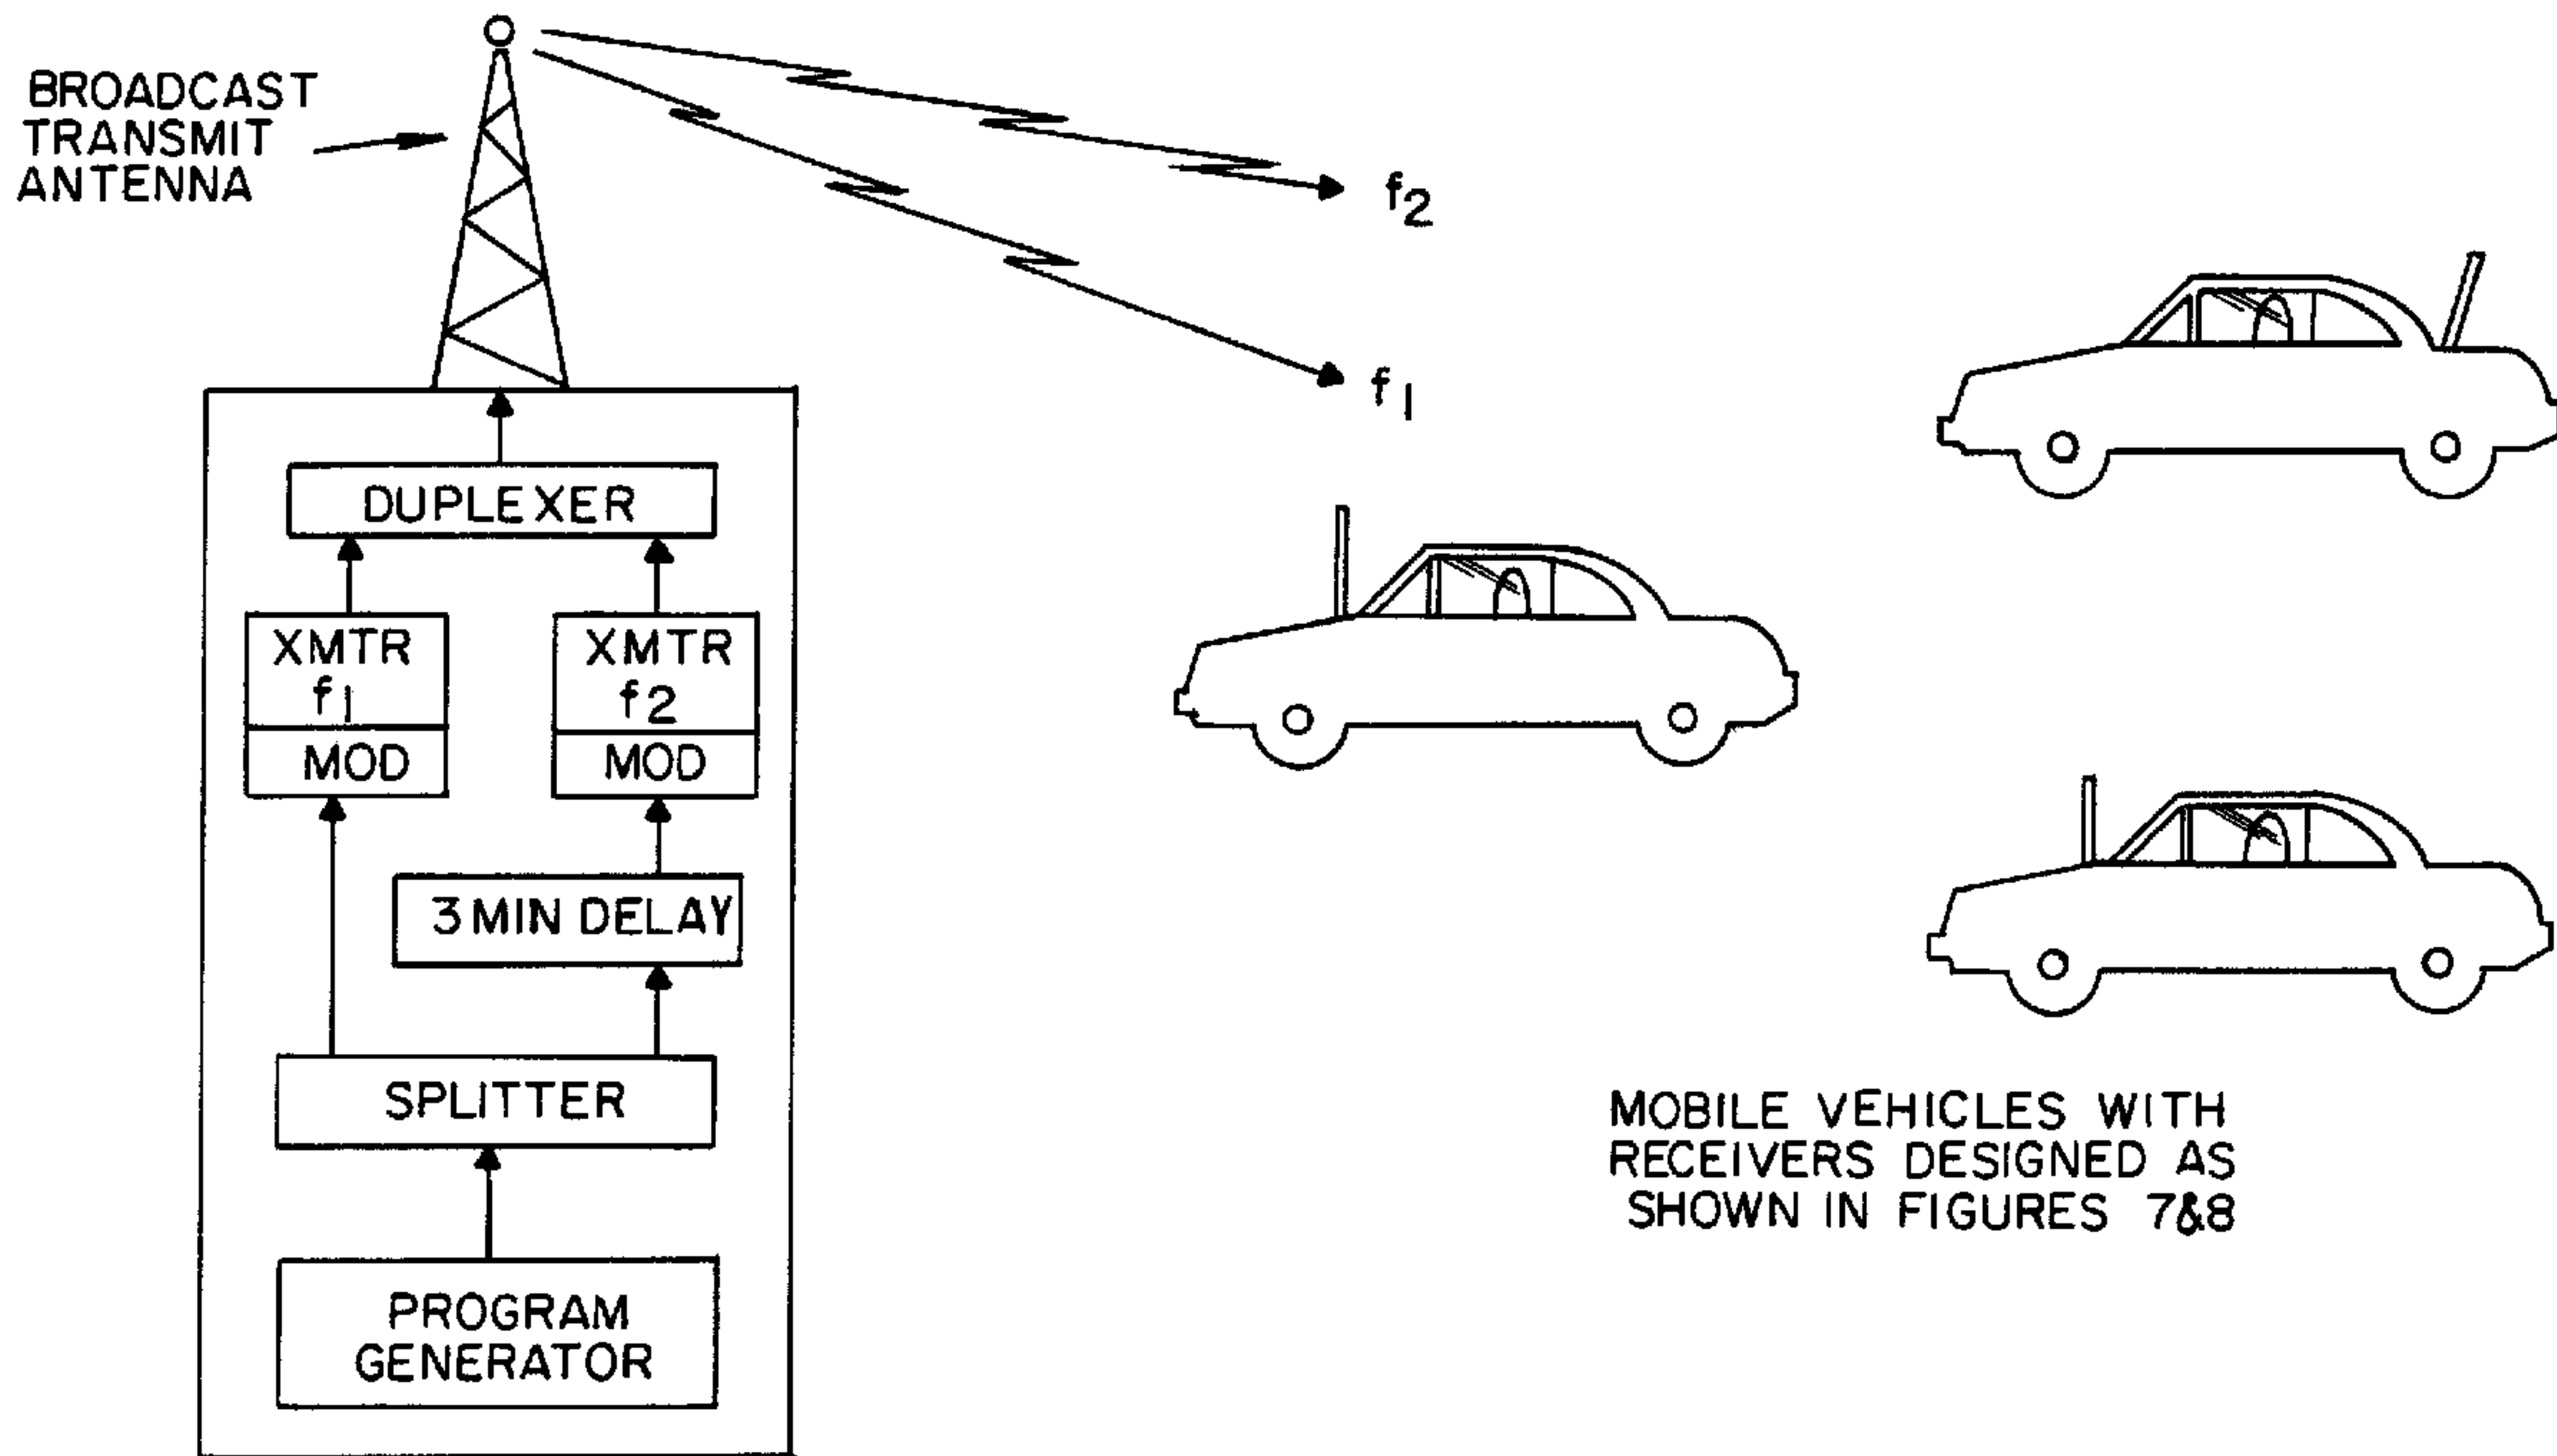 BROADCAST
TRANSMIT
ANTENNA
f2
f1
DUPLEXER
XMTR
f1
MOD
XMTR
f2
MOD
3 MIN DELAY
SPLITTER
PROGRAM
GENERATOR
MOBILE VEHICLES WITH
RECEIVERS DESIGNED AS
SHOWN IN FIGURES 7&8